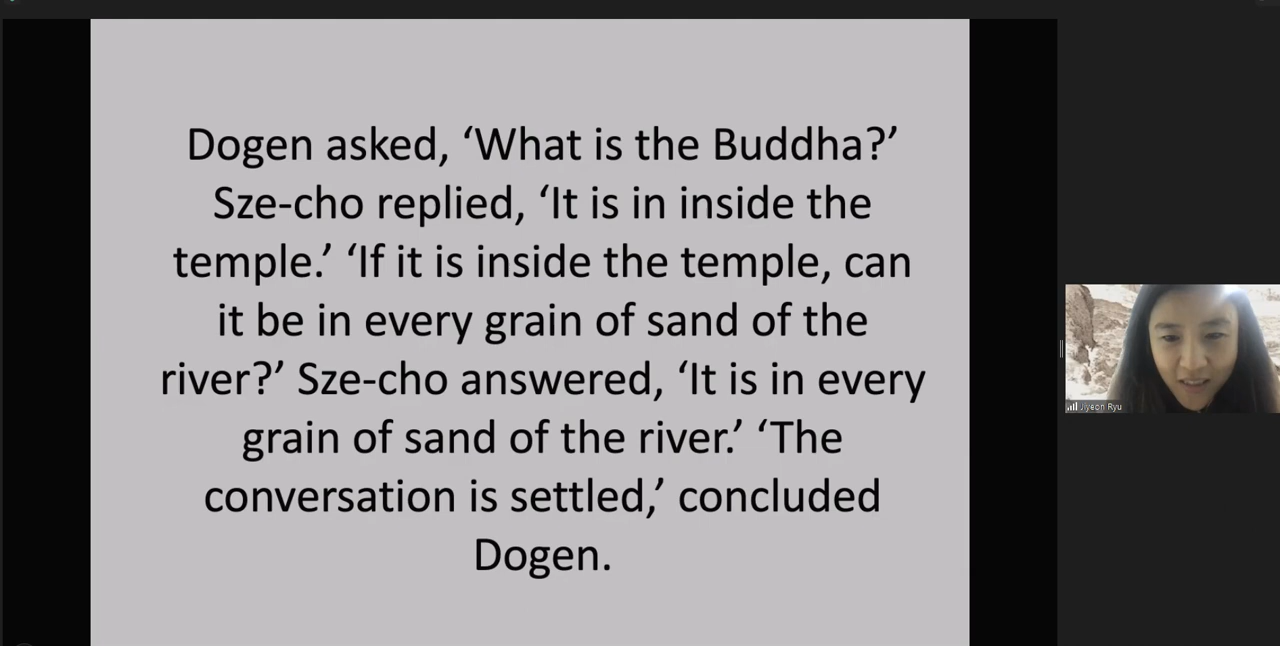 Dogen asked, ‘What is the Buddha?’
Sze-cho replied, ‘It is in inside the
temple.’ ‘If it is inside the temple, can
it be in every grain of sand of the
river?’ Sze-cho answered, ‘It is in every
grain of sand of the river.’ ‘The
conversation is settled,’ concluded
Dogen.
Jiyeon Ryu